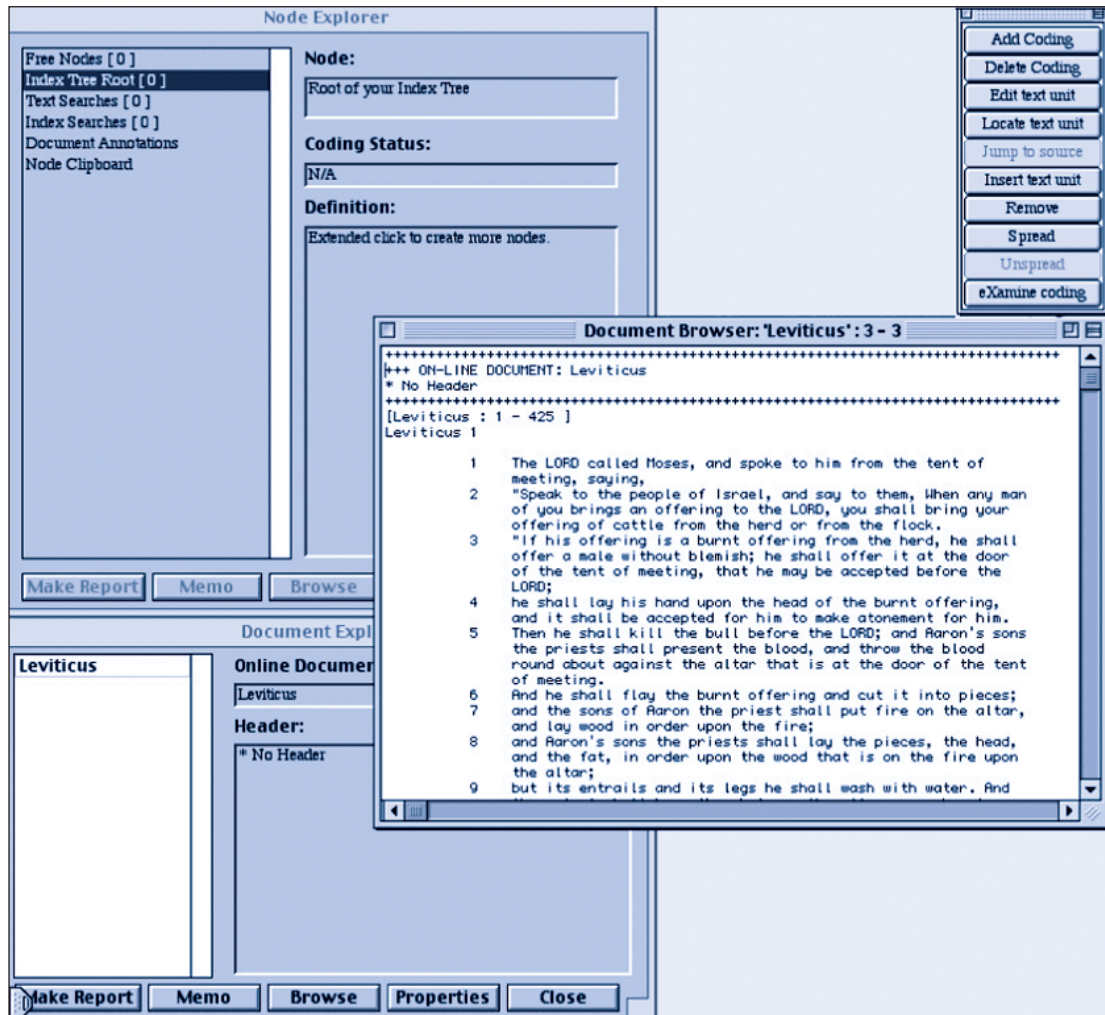 Node Explorer
Free Nodes [ 0 ]
Index Tree Root [ 0 ]
Text Searches [ 0 ]
Index Searches [ 0 ]
Document Annotations
Node Clipboard
Node:
Root of your Index Tree
Coding Status:
N/A
Definition:
Extended click to create more nodes.
Make Report
Memo
Browse
Add Coding
Delete Coding
Edit text unit
Locate text unit
Jump to source
Insert text unit
Remove
Spread
Unspread
eXamine coding
Document Browser: 'Leviticus' : 3 - 3
+++ ON-LINE DOCUMENT: Leviticus
* No Header
[Leviticus : 1 - 425 ]
Leviticus 1
1 The LORD called Moses, and spoke to him from the tent of
meeting, saying,
2 "Speak to the people of Israel, and say to them, When any man
of you brings an offering to the LORD, you shall bring your
offering of cattle from the herd or from the flock.
3 "If his offering is a burnt offering from the herd, he shall
offer a male without blemish; he shall offer it at the door
of the tent of meeting, that he may be accepted before the
LORD;
4 he shall lay his hand upon the head of the burnt offering,
and it shall be accepted for him to make atonement for him.
5 Then he shall kill the bull before the LORD; and Aaron's sons
the priests shall present the blood, and throw the blood
round about against the altar that is at the door of the tent
of meeting.
6 And he shall flay the burnt offering and cut it into pieces;
7 and the sons of Aaron the priest shall put fire on the altar,
and lay wood in order upon the fire;
8 and Aaron's sons the priests shall lay the pieces, the head,
and the fat, in order upon the wood that is on the fire upon
the altar;
9 but its entrails and its legs he shall wash with water. And
Document Expl
Leviticus
Online Documen
Leviticus
Header:
* No Header
Make Report
Memo
Browse
Properties
Close